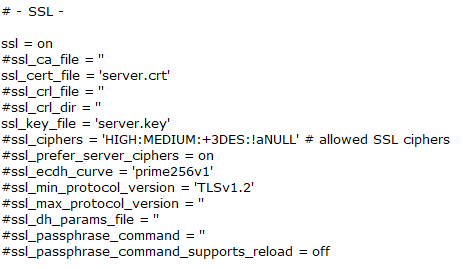 # - SSL -
ssl = on
#ssl_ca_file = ''
ssl_cert_file = 'server.crt'
#ssl_crl_file = ''
#ssl_crl_dir = ''
ssl_key_file = 'server.key'
#ssl_ciphers = 'HIGH:MEDIUM:+3DES:!aNULL' # allowed SSL ciphers
#ssl_prefer_server_ciphers = on
#ssl_ecdh_curve = 'prime256v1'
#ssl_min_protocol_version = 'TLSv1.2'
#ssl_max_protocol_version = ''
#ssl_dh_params_file = ''
#ssl_passphrase_command = ''
#ssl_passphrase_command_supports_reload = off